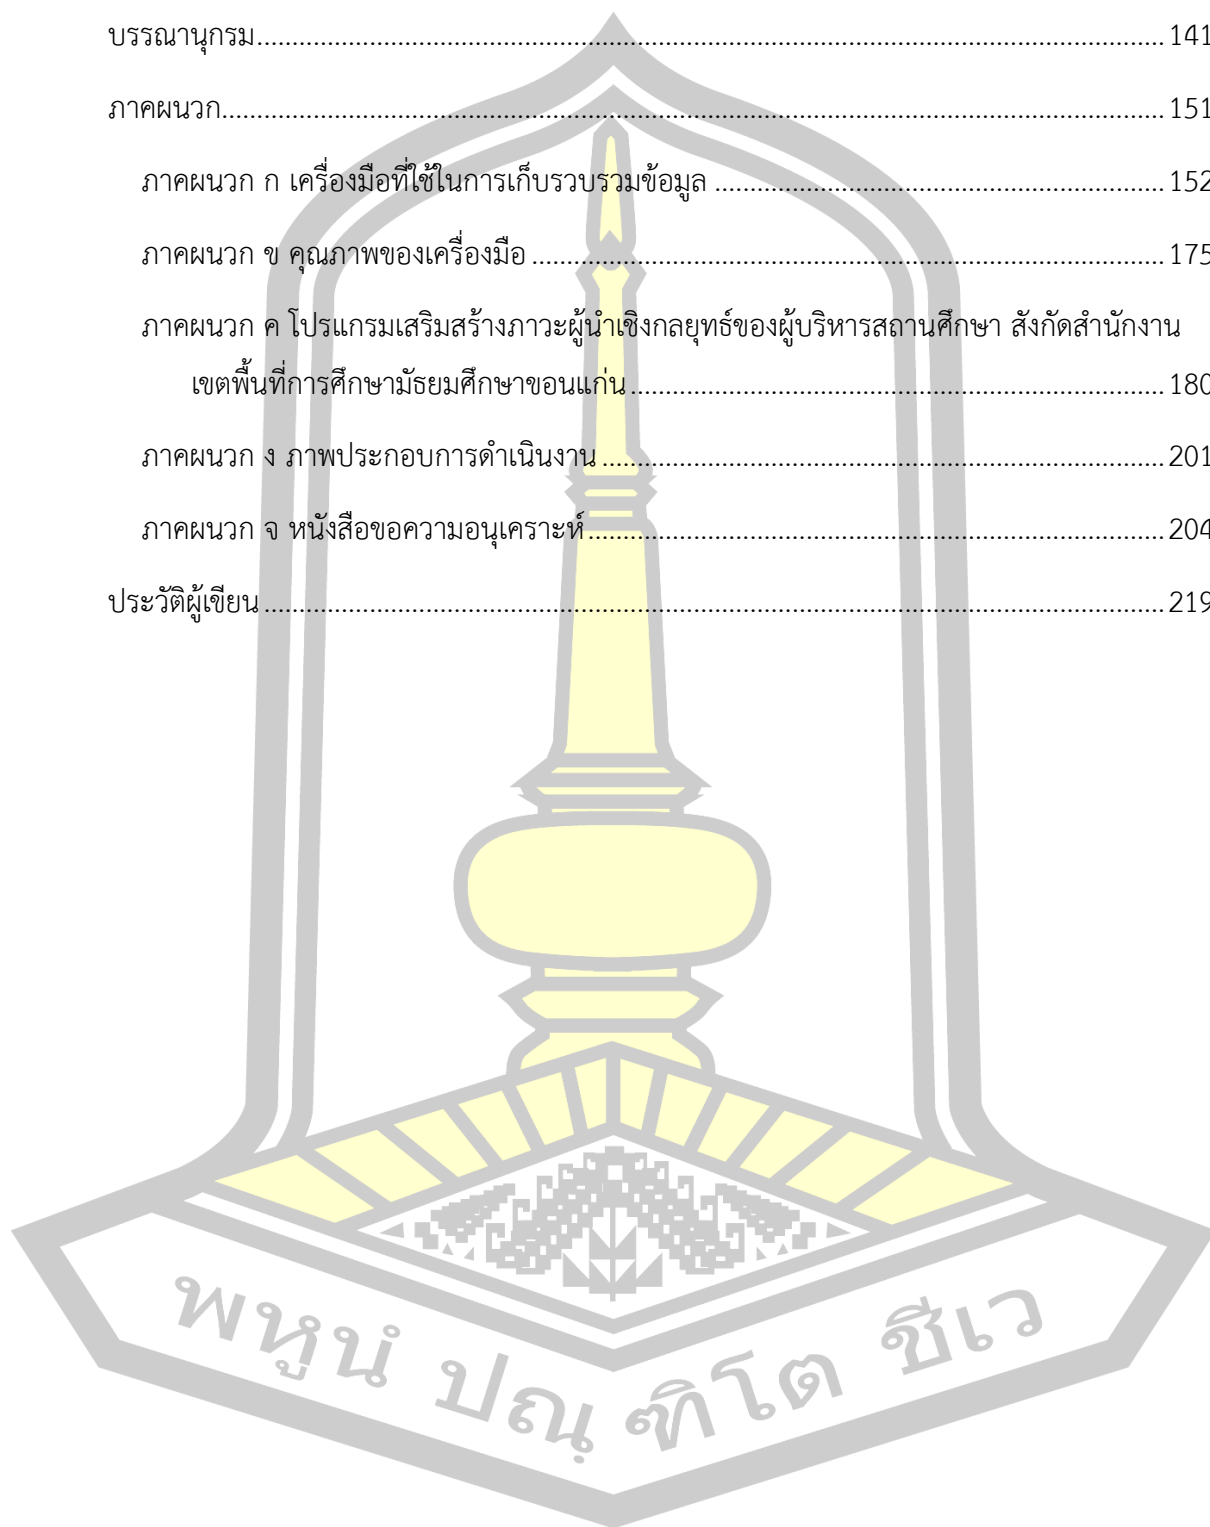 บรรณานุกรม.......................................................................................................................... 141
ภาคผนวก............................................................................................................................... 151
ภาคผนวก ก เครื่องมือที่ใช้ในการเก็บรวบรวมข้อมูล ............................................................. 152
ภาคผนวก ข คุณภาพของเครื่องมือ ...................................................................................... 175
ภาคผนวก ค โปรแกรมเสริมสร้างภาวะผู้นำเชิงกลยุทธ์ของผู้บริหารสถานศึกษา สังกัดสำนักงาน
เขตพื้นที่การศึกษามัธยมศึกษาขอนแก่น ......................................................................... 180
ภาคผนวก ง ภาพประกอบการดำเนินงาน ............................................................................. 201
ภาคผนวก จ หนังสือขอความอนุเคราะห์............................................................................... 204
ประวัติผู้เขียน ......................................................................................................................... 219
พหูนํ ปณฺฑิโต ชีเว